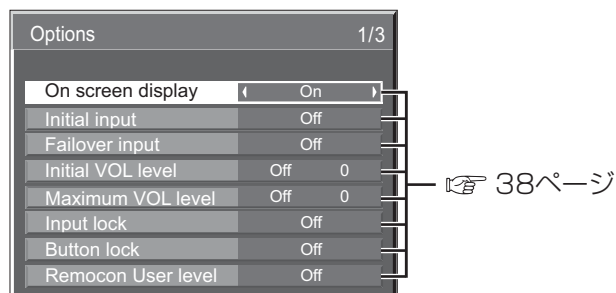 Options 1/3
On screen display On
Initial input Off
Failover input Off
Initial VOL level Off 0
Maximum VOL level Off 0
Input lock Off
Button lock Off
Remocon User level Off
☞ 38ページ